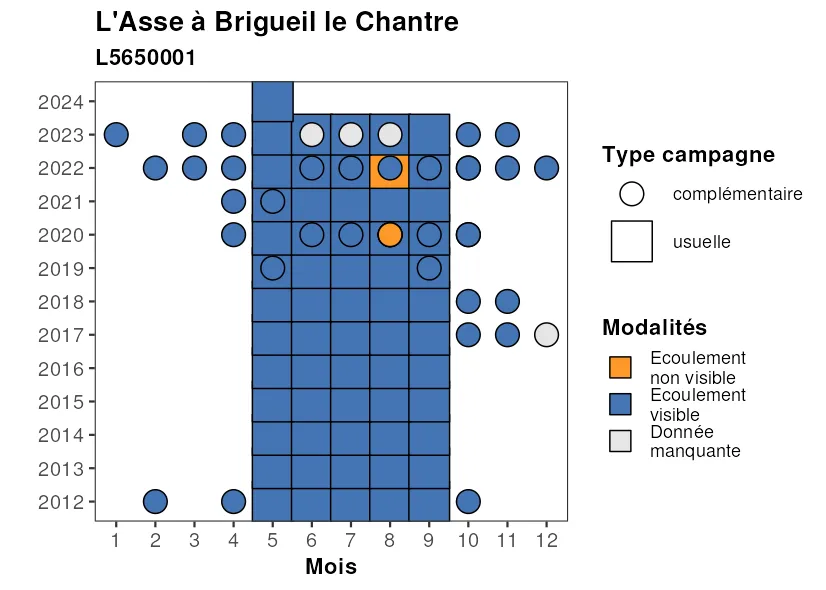 L'Asse à Brigueil le Chantre
L5650001
2024
2023
2022
2021
2020
2019
2018
2017
2016
2015
2014
2013
2012
1 2 3 4 5 6 7 8 9 10 11 12
Mois
Type campagne
complémentaire
usuelle
Modalités
Ecoulement
non visible
Ecoulement
visible
Donnée
manquante